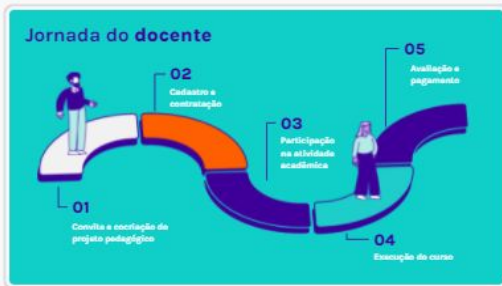 Jornada do docente
01
Convite e cocriação do
projeto pedagógico
02
Cadastro e
contratação
03
Participação
na atividade
acadêmica
04
Execução do curso
05
Avaliação e
pagamento